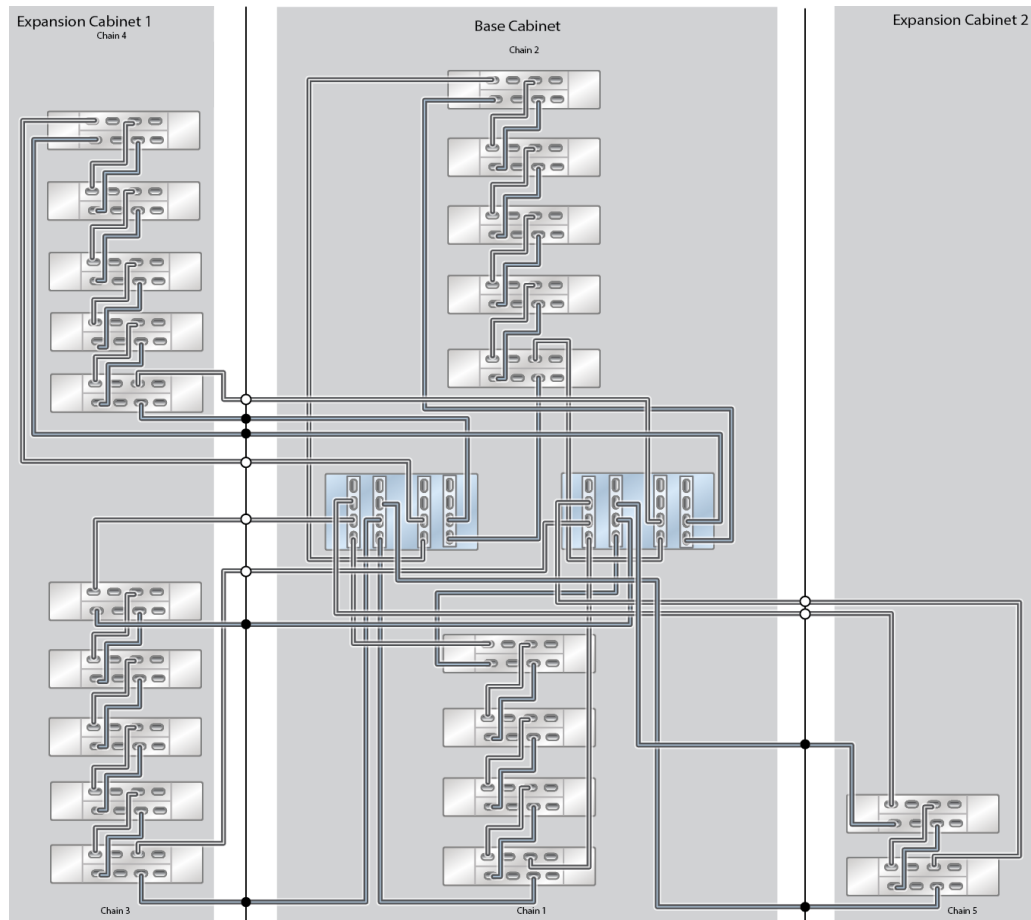 Expansion Cabinet 1
Chain 4
Base Cabinet
Chain 2
Expansion Cabinet 2
Chain 3
Chain 1
Chain 5